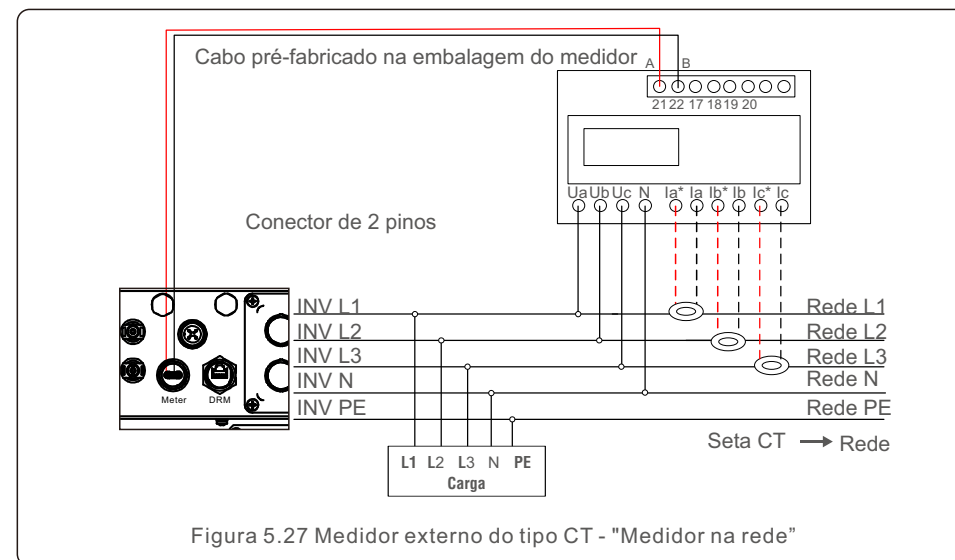 Cabo pré-fabricado na embalagem do medidor
A B
21 22 17 18 19 20
Ua Ub Uc N Ia* Ia Ib* Ib Ic* Ic
Conector de 2 pinos
INV L1
Rede L1
INV L2
Rede L2
INV L3
Rede L3
INV N
Rede N
INV PE
Rede PE
Meter
DRM
Seta CT → Rede
L1 L2 L3 N PE
Carga
Figura 5.27 Medidor externo do tipo CT - "Medidor na rede”